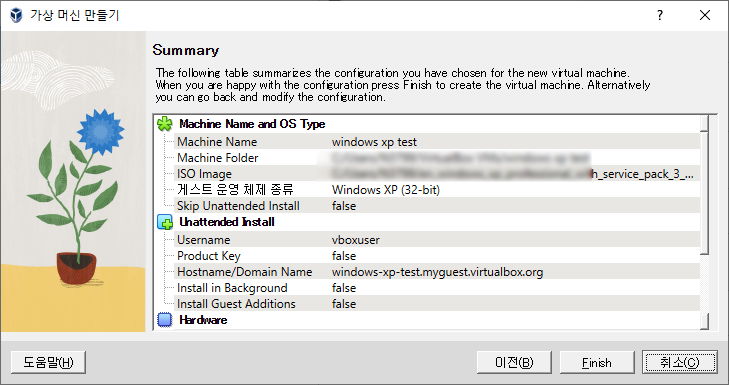 가상 머신 만들기
Summary
The following table summarizes the configuration you have chosen for the new virtual machine.
When you are happy with the configuration press Finish to create the virtual machine. Alternatively
you can go back and modify the configuration.
Machine Name and OS Type
Machine Name windows xp test
Machine Folder
ISO Image h_service_pack_3_...
게스트 운영 체제 종류 Windows XP (32-bit)
Skip Unattended Install false
Unattended Install
Username vboxuser
Product Key false
Hostname/Domain Name windows-xp-test.myguest.virtualbox.org
Install in Background false
Install Guest Additions false
Hardware
도움말(H) 이전(B) Finish 취소(C)